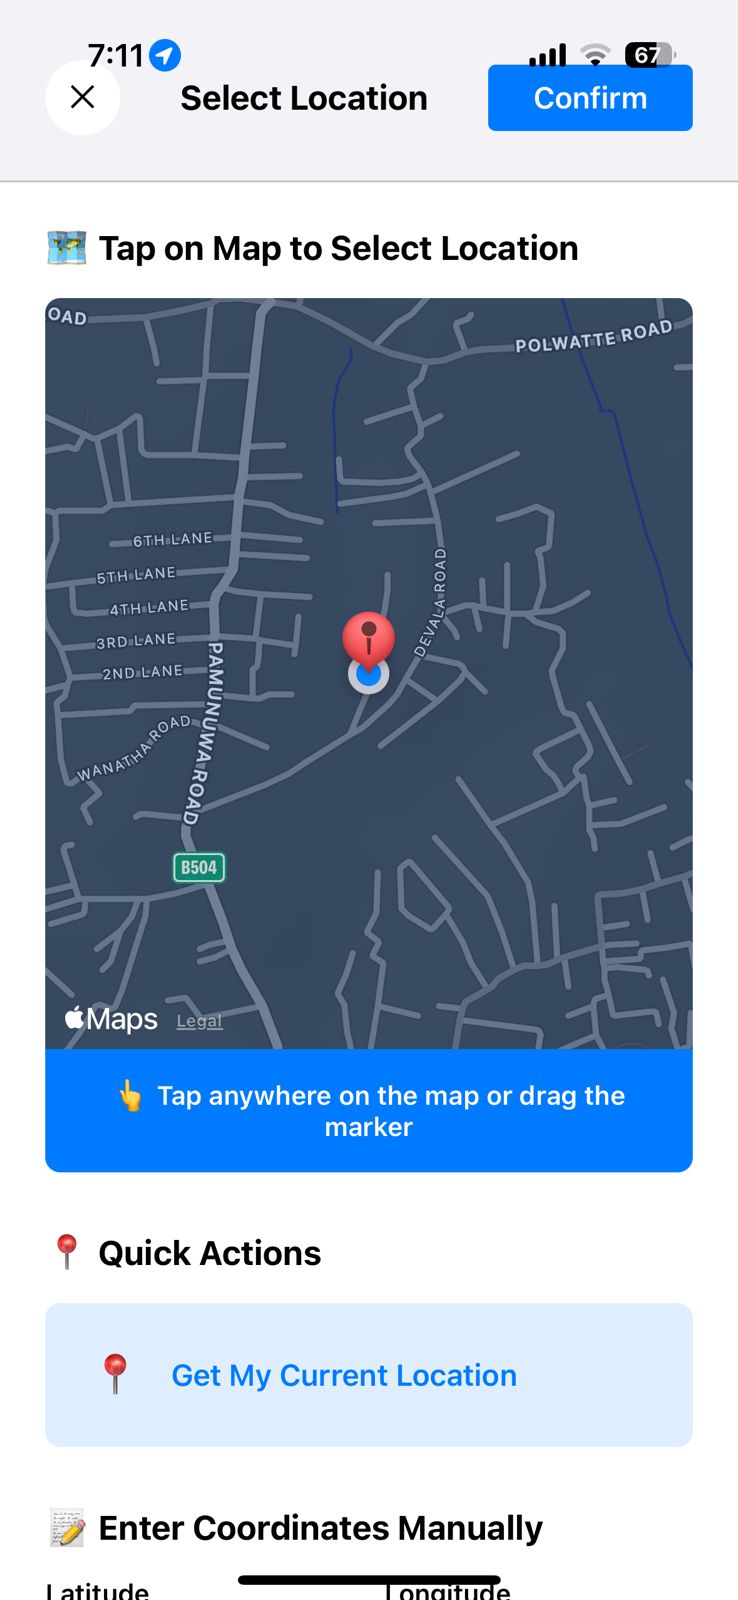 7:11
67
Select Location
Confirm
Tap on Map to Select Location
OAD
POLWATTE ROAD
6TH LANE
5TH LANE
4TH LANE
3RD LANE
2ND LANE
DEVALA ROAD
PAMUNUWA ROAD
WANATHA ROAD
B504
Maps
Legal
Tap anywhere on the map or drag the
marker
Quick Actions
Get My Current Location
Enter Coordinates Manually
Latitude
Longitude